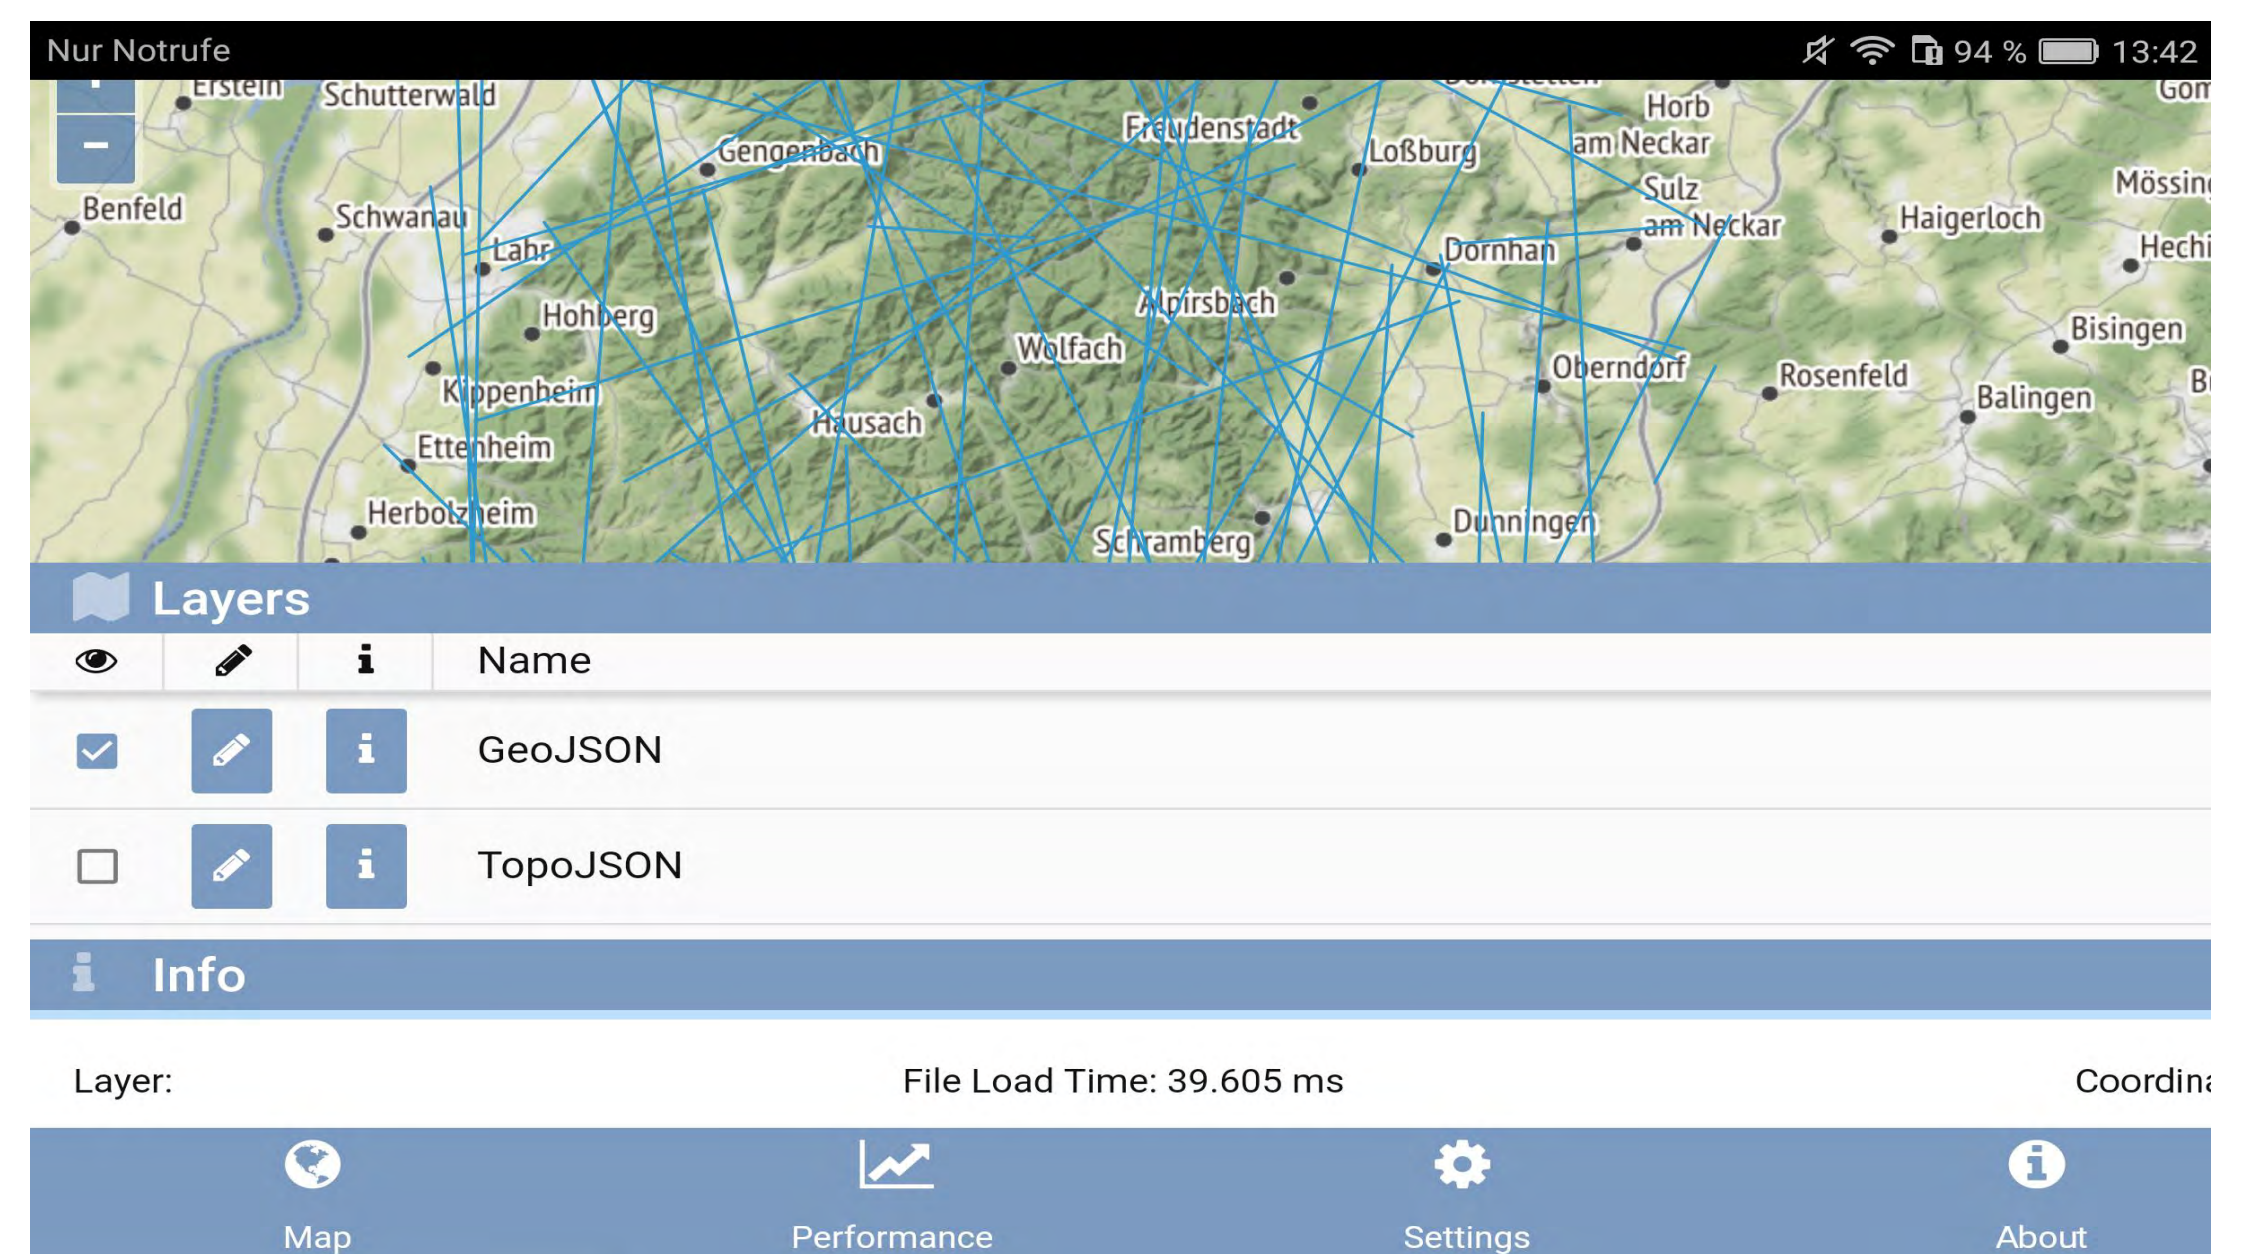 Nur Notrufe
94 %
13:42
Erstein
Schutterwald
Gengenbach
Freudenstadt
Loßburg
Horb
am Neckar
Sulz
am Neckar
Haigerloch
Benfeld
Schwanau
Lahr
Dornhan
Hohberg
Alpirsbach
Wolfach
Bisingen
Oberndorf
Rosenfeld
Balingen
Kippenheim
Hausach
Ettenheim
Herbolzheim
Schramberg
Dunningen
Layers
Name
GeoJSON
TopoJSON
Info
Layer:
File Load Time: 39.605 ms
Map
Performance
Settings
About